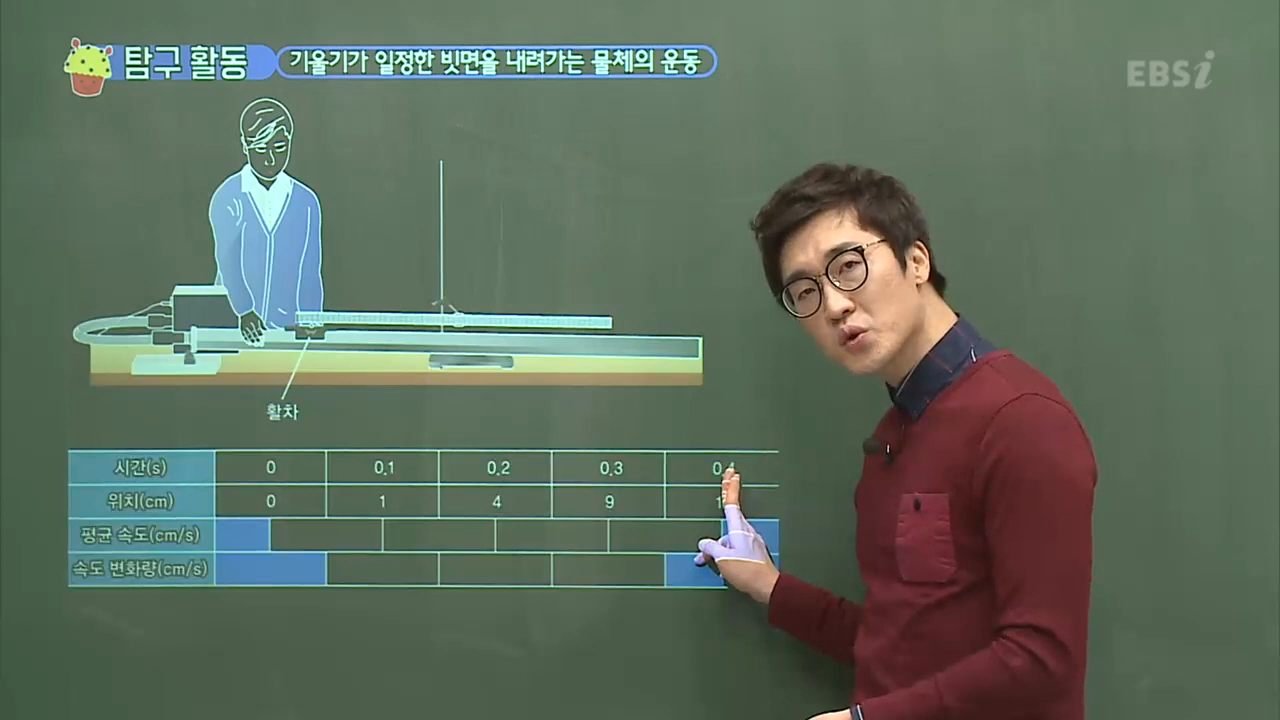 탐구 활동 기울기가 일정한 빗면을 내려가는 물체의 운동
EBSi
활차
시간(s) 0 0.1 0.2 0.3
위치(cm) 0 1 4 9
평균 속도(cm/s)
속도 변화량(cm/s)